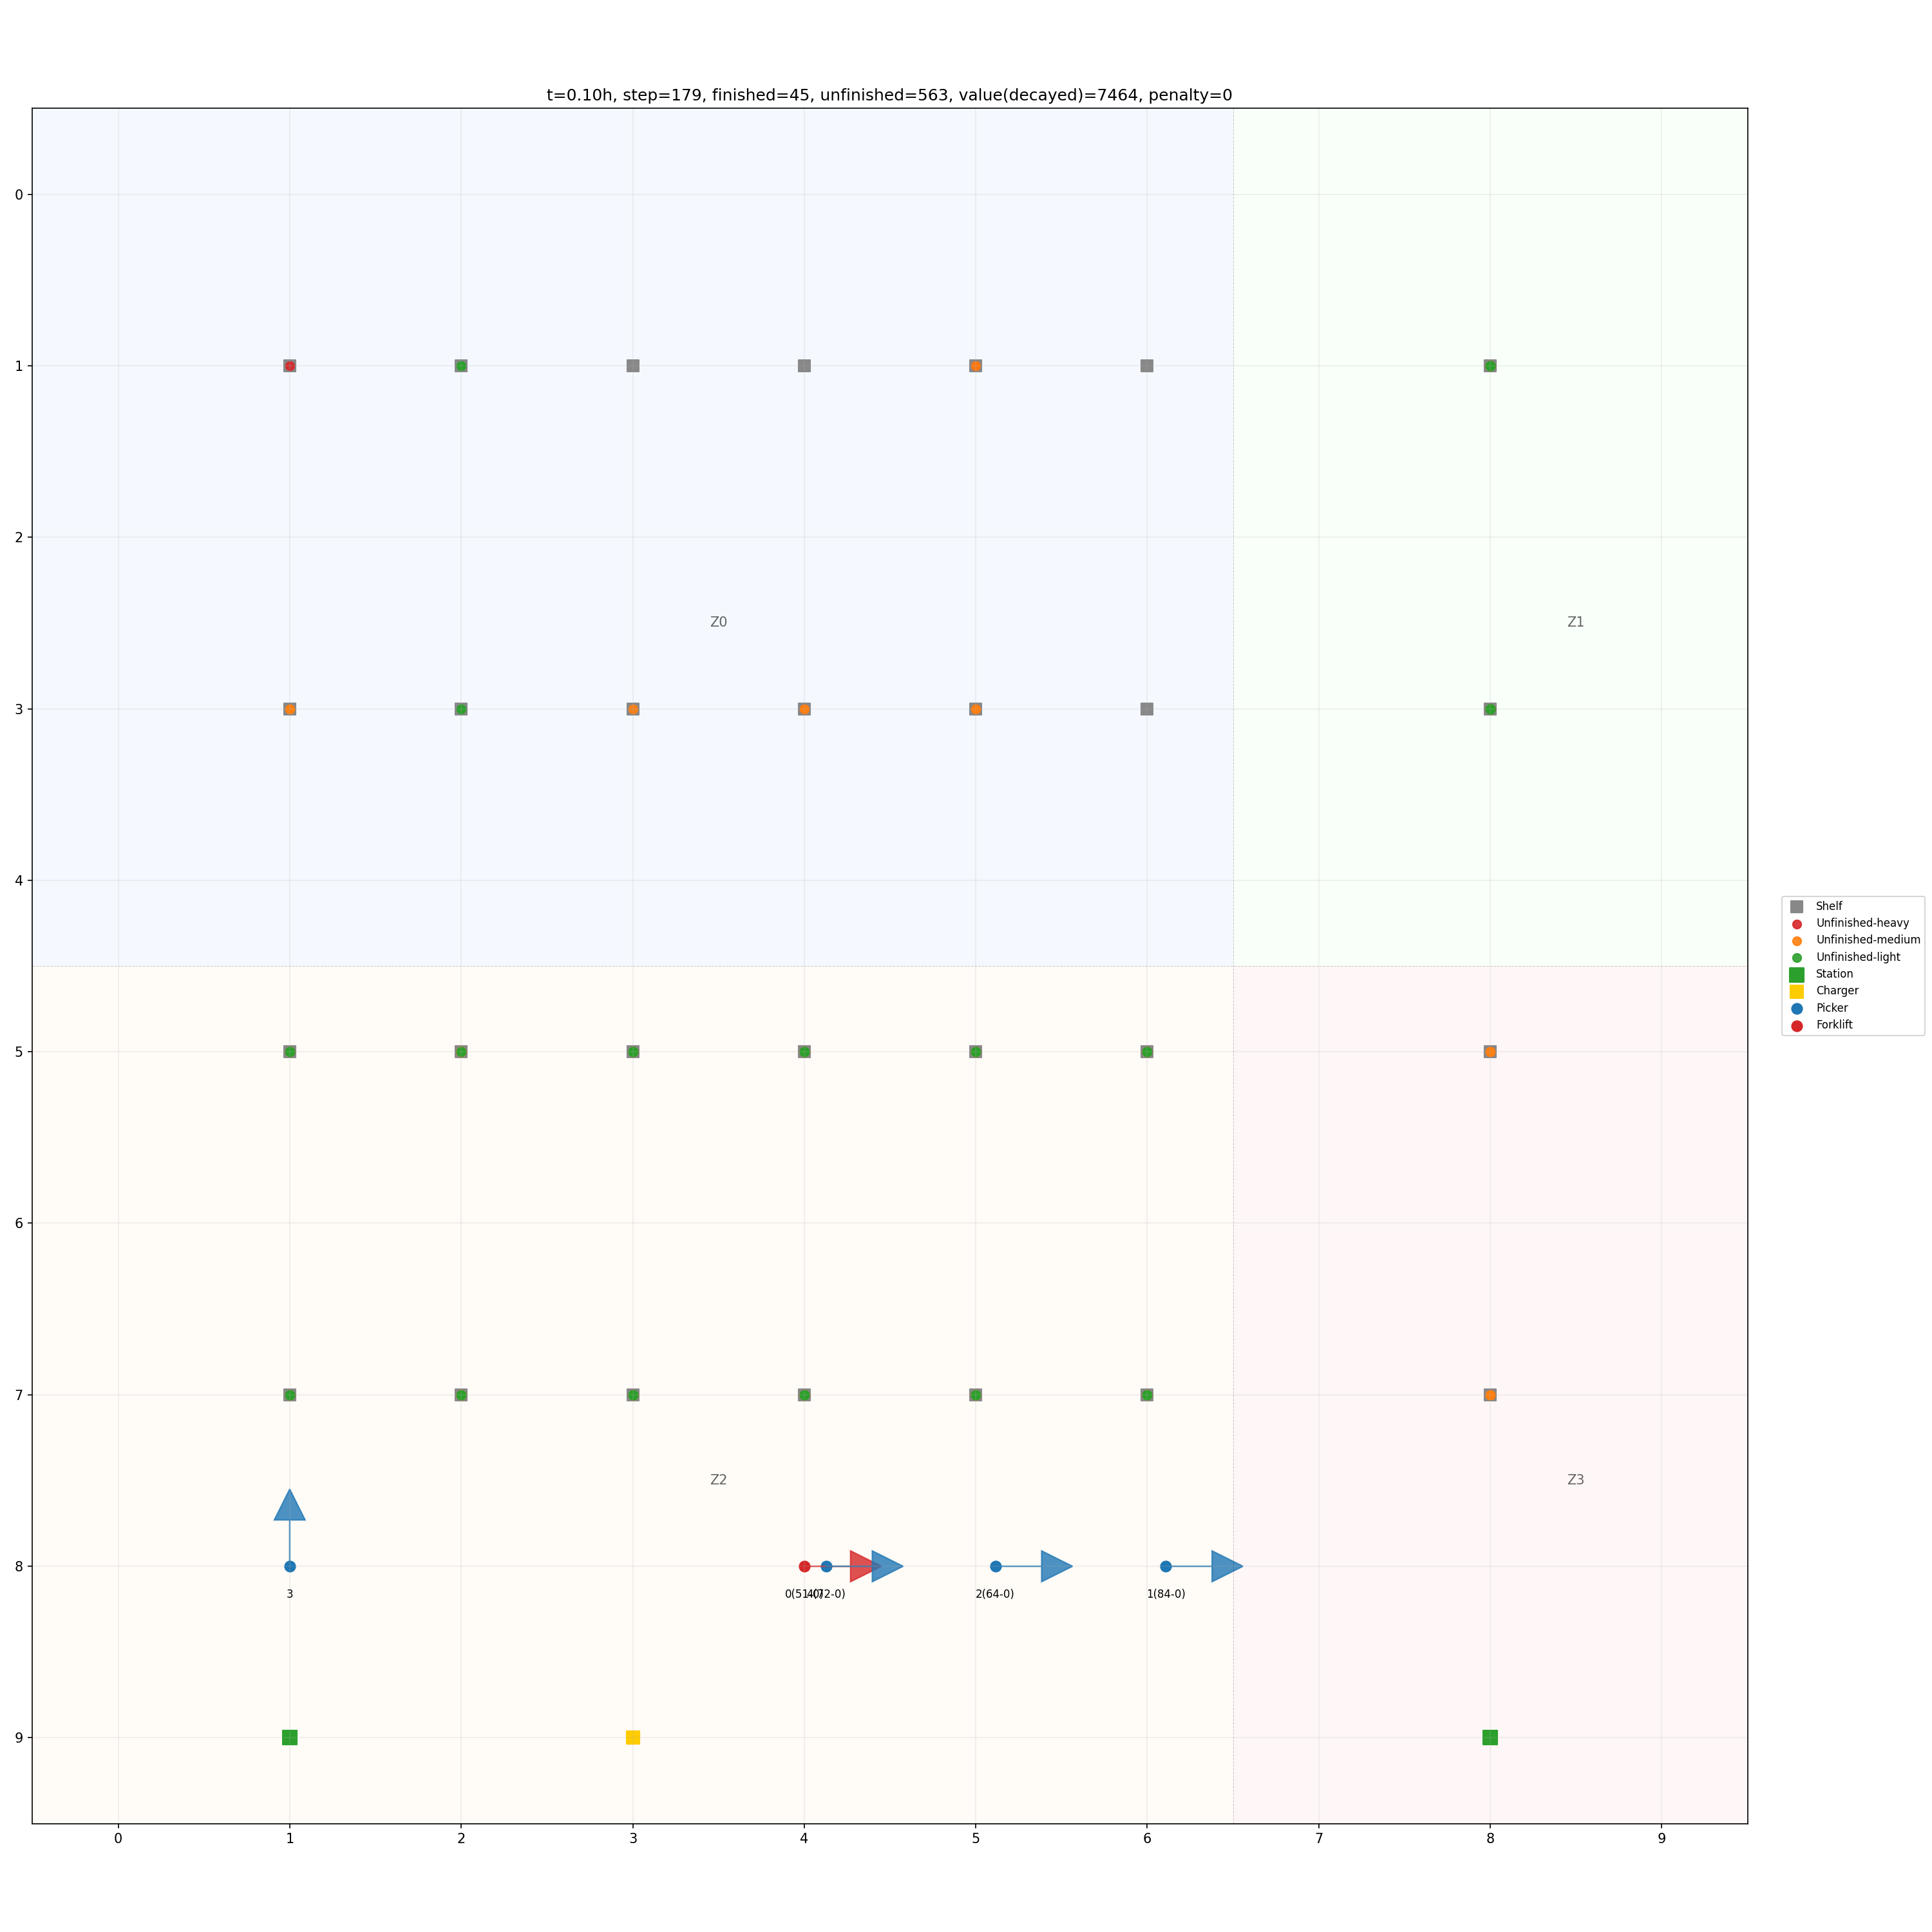 t=0.10h, step=179, finished=45, unfinished=563, value(decayed)=7464, penalty=0
0
1
2
Z0
Z1
3
4
Shelf
Unfinished-heavy
Unfinished-medium
Unfinished-light
Station
Charger
Picker
Forklift
5
6
7
Z2
Z3
8
3
2(64-0)
1(84-0)
9
0 1 2 3 4 5 6 7 8 9